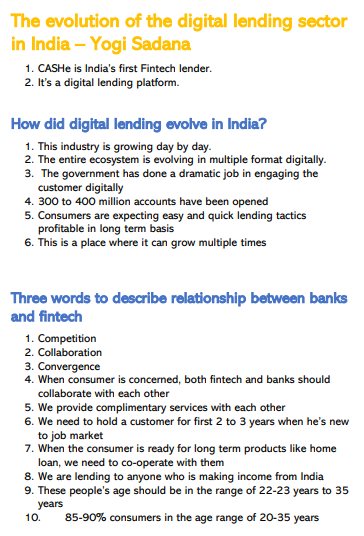 The evolution of the digital lending sector
in India – Yogi Sadana
1. CASHe is India's first Fintech lender.
2. It's a digital lending platform.
How did digital lending evolve in India?
1. This industry is growing day by day.
2. The entire ecosystem is evolving in multiple format digitally.
3. The government has done a dramatic job in engaging the
customer digitally
4. 300 to 400 million accounts have been opened
5. Consumers are expecting easy and quick lending tactics
profitable in long term basis
6. This is a place where it can grow multiple times
Three words to describe relationship between banks
and fintech
1. Competition
2. Collaboration
3. Convergence
4. When consumer is concerned, both fintech and banks should
collaborate with each other
5. We provide complimentary services with each other
6. We need to hold a customer for first 2 to 3 years when he's new
to job market
7. When the consumer is ready for long term products like home
loan, we need to co-operate with them
8. We are lending to anyone who is making income from India
9. These people's age should be in the range of 22-23 years to 35
years
10. 85-90% consumers in the age range of 20-35 years